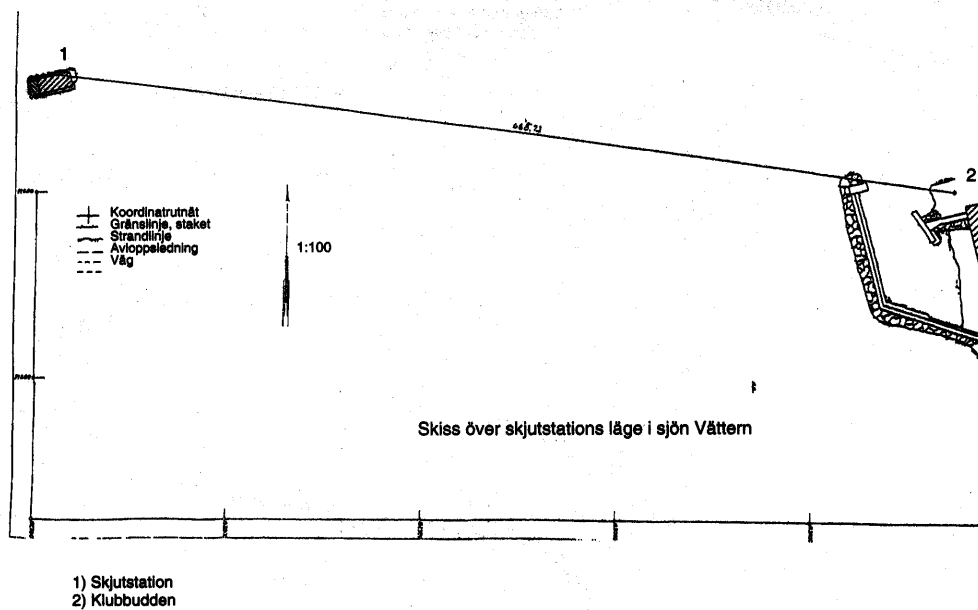 1
2
Koordinatrutnät
Gränslinje, staket
Strandlinje
Avloppsledning
Väg
1:100
Skiss över skjutstations läge i sjön Vättern
1) Skjutstation
2) Klubbudden